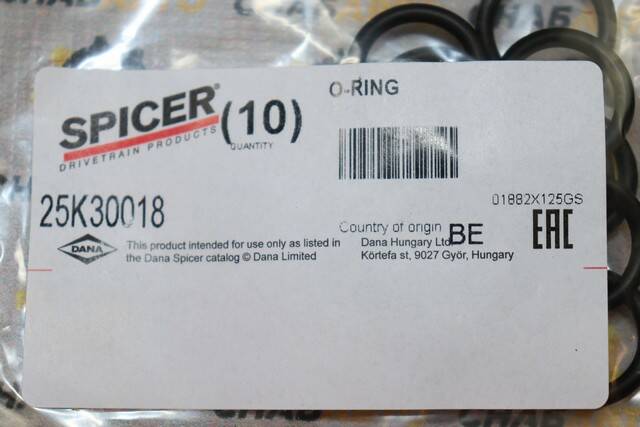 O-RING
SPICER®
DRIVETRAIN PRODUCTS
(10)
QUANTITY
25K30018
01882X125GS
Country of origin BE
EAC
DANA
This product intended for use only as listed in
the Dana Spicer catalog © Dana Limited
Dana Hungary Ltd
Körtefa st, 9027 Györ, Hungary